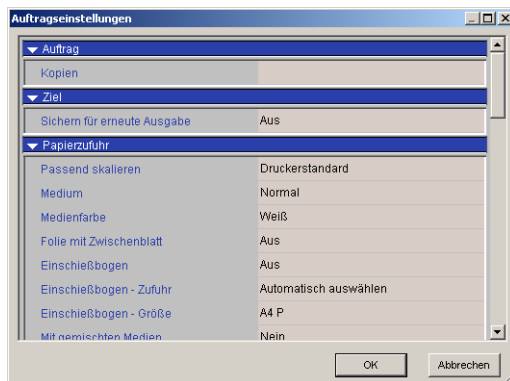 Auftragseinstellungen
Auftrag
Kopien
Ziel
Sichern für erneute Ausgabe Aus
Papierzufuhr
Passend skalieren Druckerstandard
Medium Normal
Medienfarbe Weiß
Folie mit Zwischenblatt Aus
Einschießbogen Aus
Einschießbogen - Zufuhr Automatisch auswählen
Einschießbogen - Größe A4 P
Mit gemischten Medien Nein
OK Abbrechen